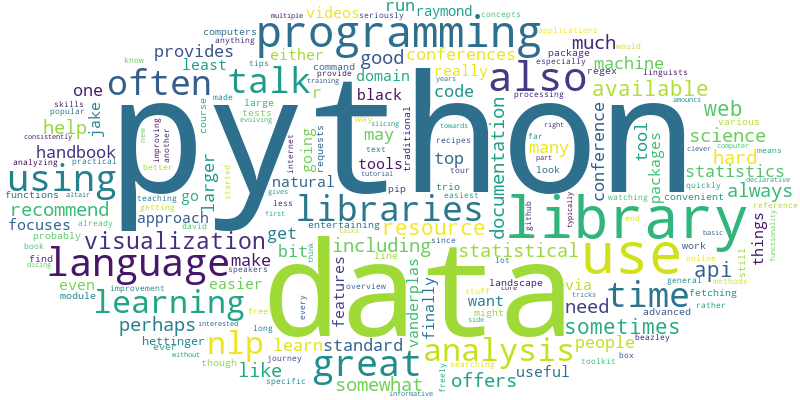 computers
multiple
anything
seriously
videos
run
raymond.
concepts
provides
programming
applications
least
conferences
much
would
know
tips
command
either
good
provide
really
package
especially
linguists
training
often
talk
domain
also
regex
machine
popular
skills
made
one
jake
course
r
black
code
years
processing
amounts
available
consistently
large
tests
evolving
may
traditional
way
slicing
towards
help
improving
another
new
going
requests
python
documentation
conference
far
right
many
tool
packages
web
various
clever
computer
science
handbook
analyzing
practical
larger
internet
tools
text
top
recipes
part
look
hard
means
using
better
natural
pip
tutorial
trio
tour
easiest
statistics
quickly
functions
altair
teaching
go
started
gives
less
first
libraries
library
convenient
declarative
always
recommend
already
getting
david
entertaining
typically
github
reference
focuses
approach
resource
use
end
functionality
things
probably
visualization
get
including
statistical
since
watching
basic
book
find
language
make
speakers
bit
features
line
vanderplas
finally
lot
landscape
core
work
api
still
online
fetching
even
easier
think
talks
data
via
general
methods
module
improvement
learning
free
every
overview
stuff
want
might
advanced
rather
time
need
perhaps
interested
long
side
tricks
sometimes
hettinger
nlp
learn
standard
analysis
people
beazley
ever
though
without
journey
great
box
toolkit
like
specific
somewhat
freely
searching
offers
useful
dicing
informative